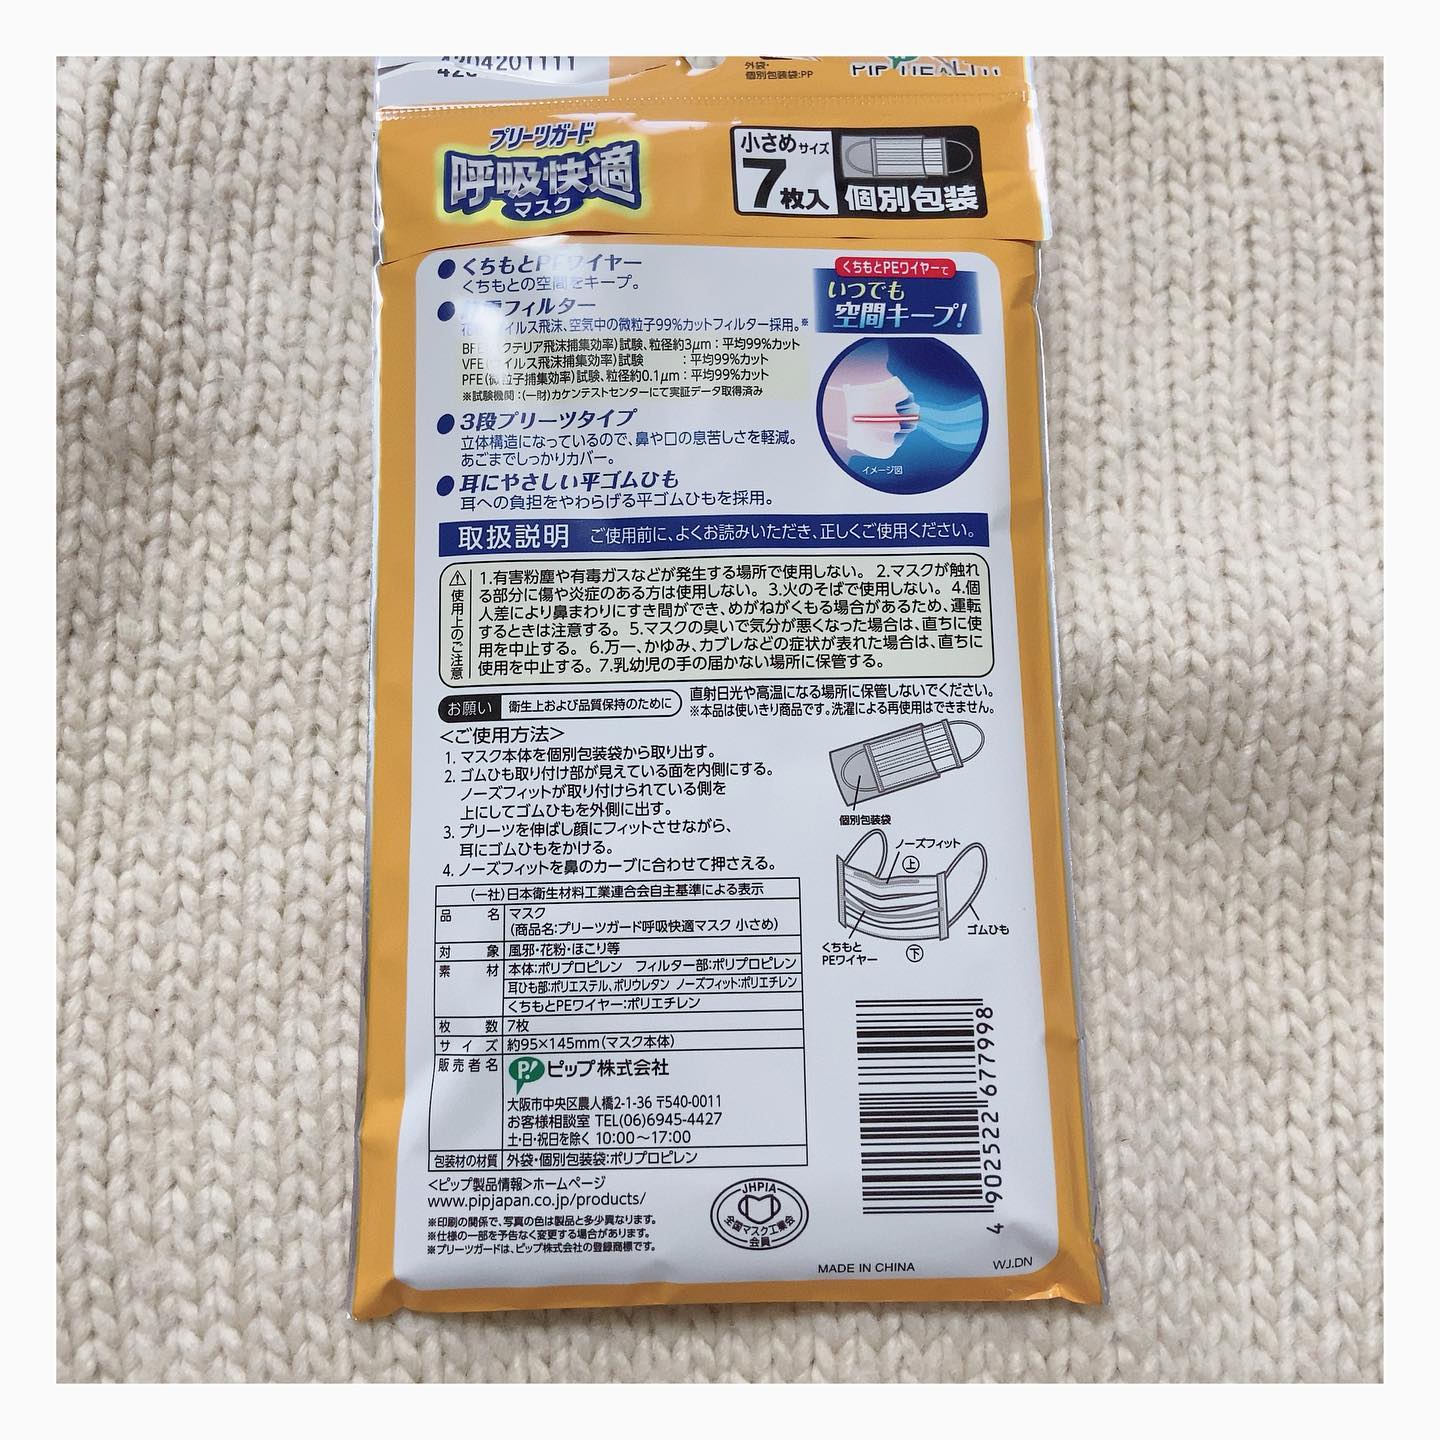 4204201111
外袋・
個別包装袋:PP
PIP HEALTH
プリーツガード
呼吸快適
マスク
小さめサイズ
7枚入
個別包装
●くちもとPEワイヤー
くちもとの空間をキープ。
フィルター
イルス飛沫、空気中の微粒子99%カットフィルター採用。※
BFE クテリア飛沫捕集効率)試験、粒径約3μm:平均99%カット
VFE イルス飛沫捕集効率)試験 :平均99%カット
PFE(微粒子捕集効率)試験、粒径約0.1μm:平均99%カット
※試験機関:(一財)カケンテストセンターにて実証データ取得済み
●3段プリーツタイプ
立体構造になっているので、鼻や口の息苦しさを軽減。
あごまでしっかりカバー。
●耳にやさしい平ゴムひも
耳への負担をやわらげる平ゴムひもを採用。
くちもとPEワイヤーで
いつでも
空間キープ!
イメージ図
取扱説明 ご使用前に、よくお読みいただき、正しくご使用ください。
使用上のご注意
1.有害粉塵や有毒ガスなどが発生する場所で使用しない。 2.マスクが触れ
る部分に傷や炎症のある方は使用しない。 3.火のそばで使用しない。 4.個
人差により鼻まわりにすき間ができ、めがねがくもる場合があるため、運転
するときは注意する。 5.マスクの臭いで気分が悪くなった場合は、直ちに使
用を中止する。 6.万一、かゆみ、カブレなどの症状が表れた場合は、直ちに
使用を中止する。 7.乳幼児の手の届かない場所に保管する。
お願い 衛生上および品質保持のために
直射日光や高温になる場所に保管しないでください。
※本品は使いきり商品です。洗濯による再使用はできません。
<ご使用方法>
1. マスク本体を個別包装袋から取り出す。
2. ゴムひも取り付け部が見えている面を内側にする。
ノーズフィットが取り付けられている側を
上にしてゴムひもを外側に出す。
3. プリーツを伸ばし顔にフィットさせながら、
耳にゴムひもをかける。
4. ノーズフィットを鼻のカーブに合わせて押さえる。
個別包装袋
ノーズフィット
上
ゴムひも
くちもと
PEワイヤー
下
(一社)日本衛生材料工業連合会自主基準による表示
品名 マスク
(商品名:プリーツガード呼吸快適マスク 小さめ)
対象 風邪・花粉・ほこり等
素材 本体:ポリプロピレン フィルター部:ポリプロピレン
耳ひも部:ポリエステル、ポリウレタン ノーズフィット:ポリエチレン
くちもとPEワイヤー:ポリエチレン
枚数 7枚
サイズ 約95×145mm(マスク本体)
販売者名 P! ピップ株式会社
大阪市中央区農人橋2-1-36 〒540-0011
お客様相談室 TEL(06)6945-4427
土・日・祝日を除く 10:00〜17:00
包装材の材質 外袋・個別包装袋:ポリプロピレン
<ピップ製品情報>ホームページ
www.pipjapan.co.jp/products/
※印刷の関係で、写真の色は製品と多少異なります。
※仕様の一部を予告なく変更する場合があります。
※プリーツガードは、ピップ株式会社の登録商標です。
JHPIA
全国マスク工業会
会員
4 902522 677998
MADE IN CHINA
WJ.DN